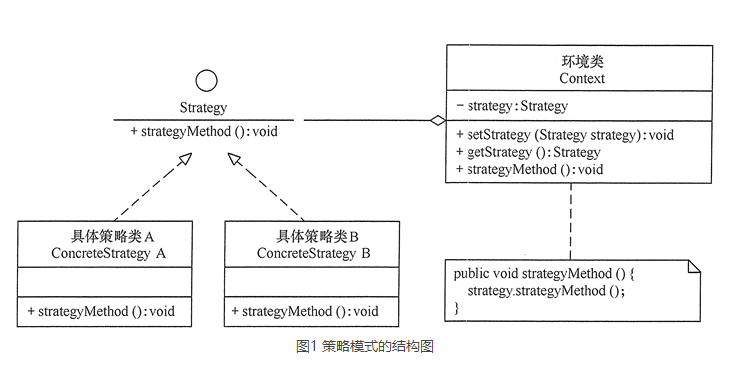 Strategy
+ strategyMethod():void
环境类
Context
- strategy:Strategy
+ setStrategy(Strategy strategy):void
+ getStrategy():Strategy
+ strategyMethod():void
具体策略类A
ConcreteStrategy A
+ strategyMethod():void
具体策略类B
ConcreteStrategy B
+ strategyMethod():void
public void strategyMethod() {
strategy.strategyMethod();
}
图1 策略模式的结构图